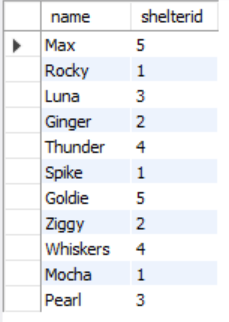 name shelterid
Max 5
Rocky 1
Luna 3
Ginger 2
Thunder 4
Spike 1
Goldie 5
Ziggy 2
Whiskers 4
Mocha 1
Pearl 3